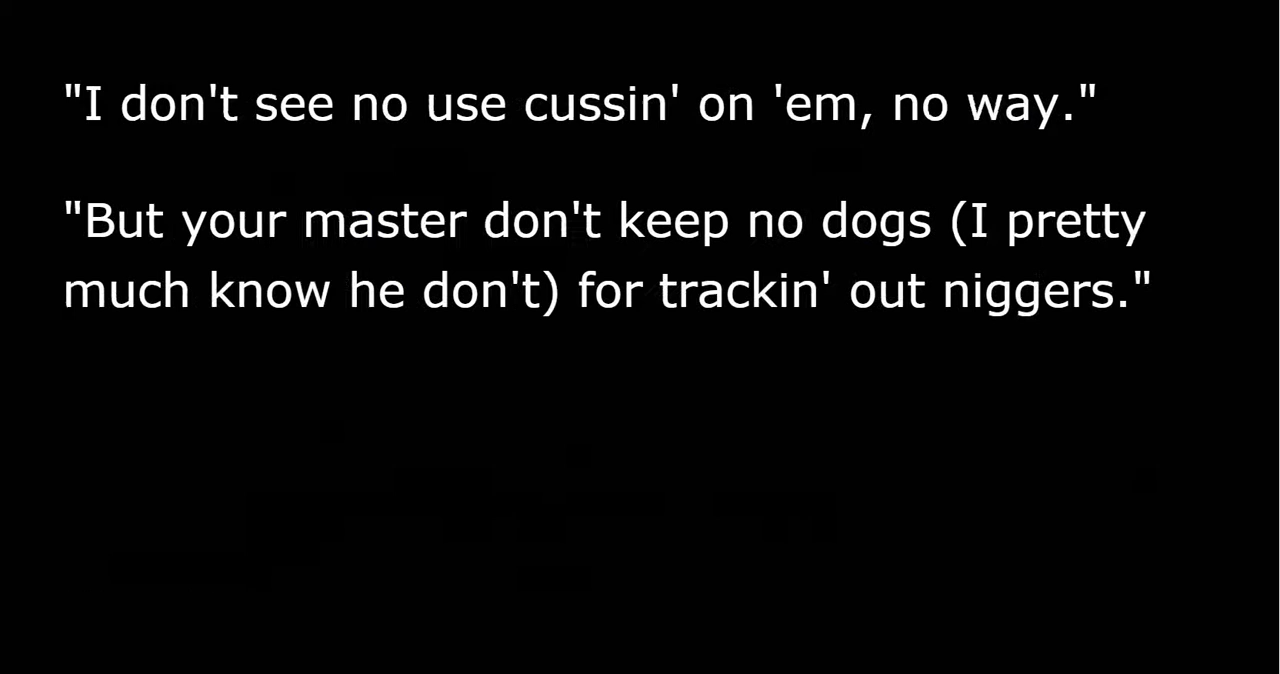 "I don't see no use cussin' on 'em, no way."
"But your master don't keep no dogs (I pretty
much know he don't) for trackin' out niggers."